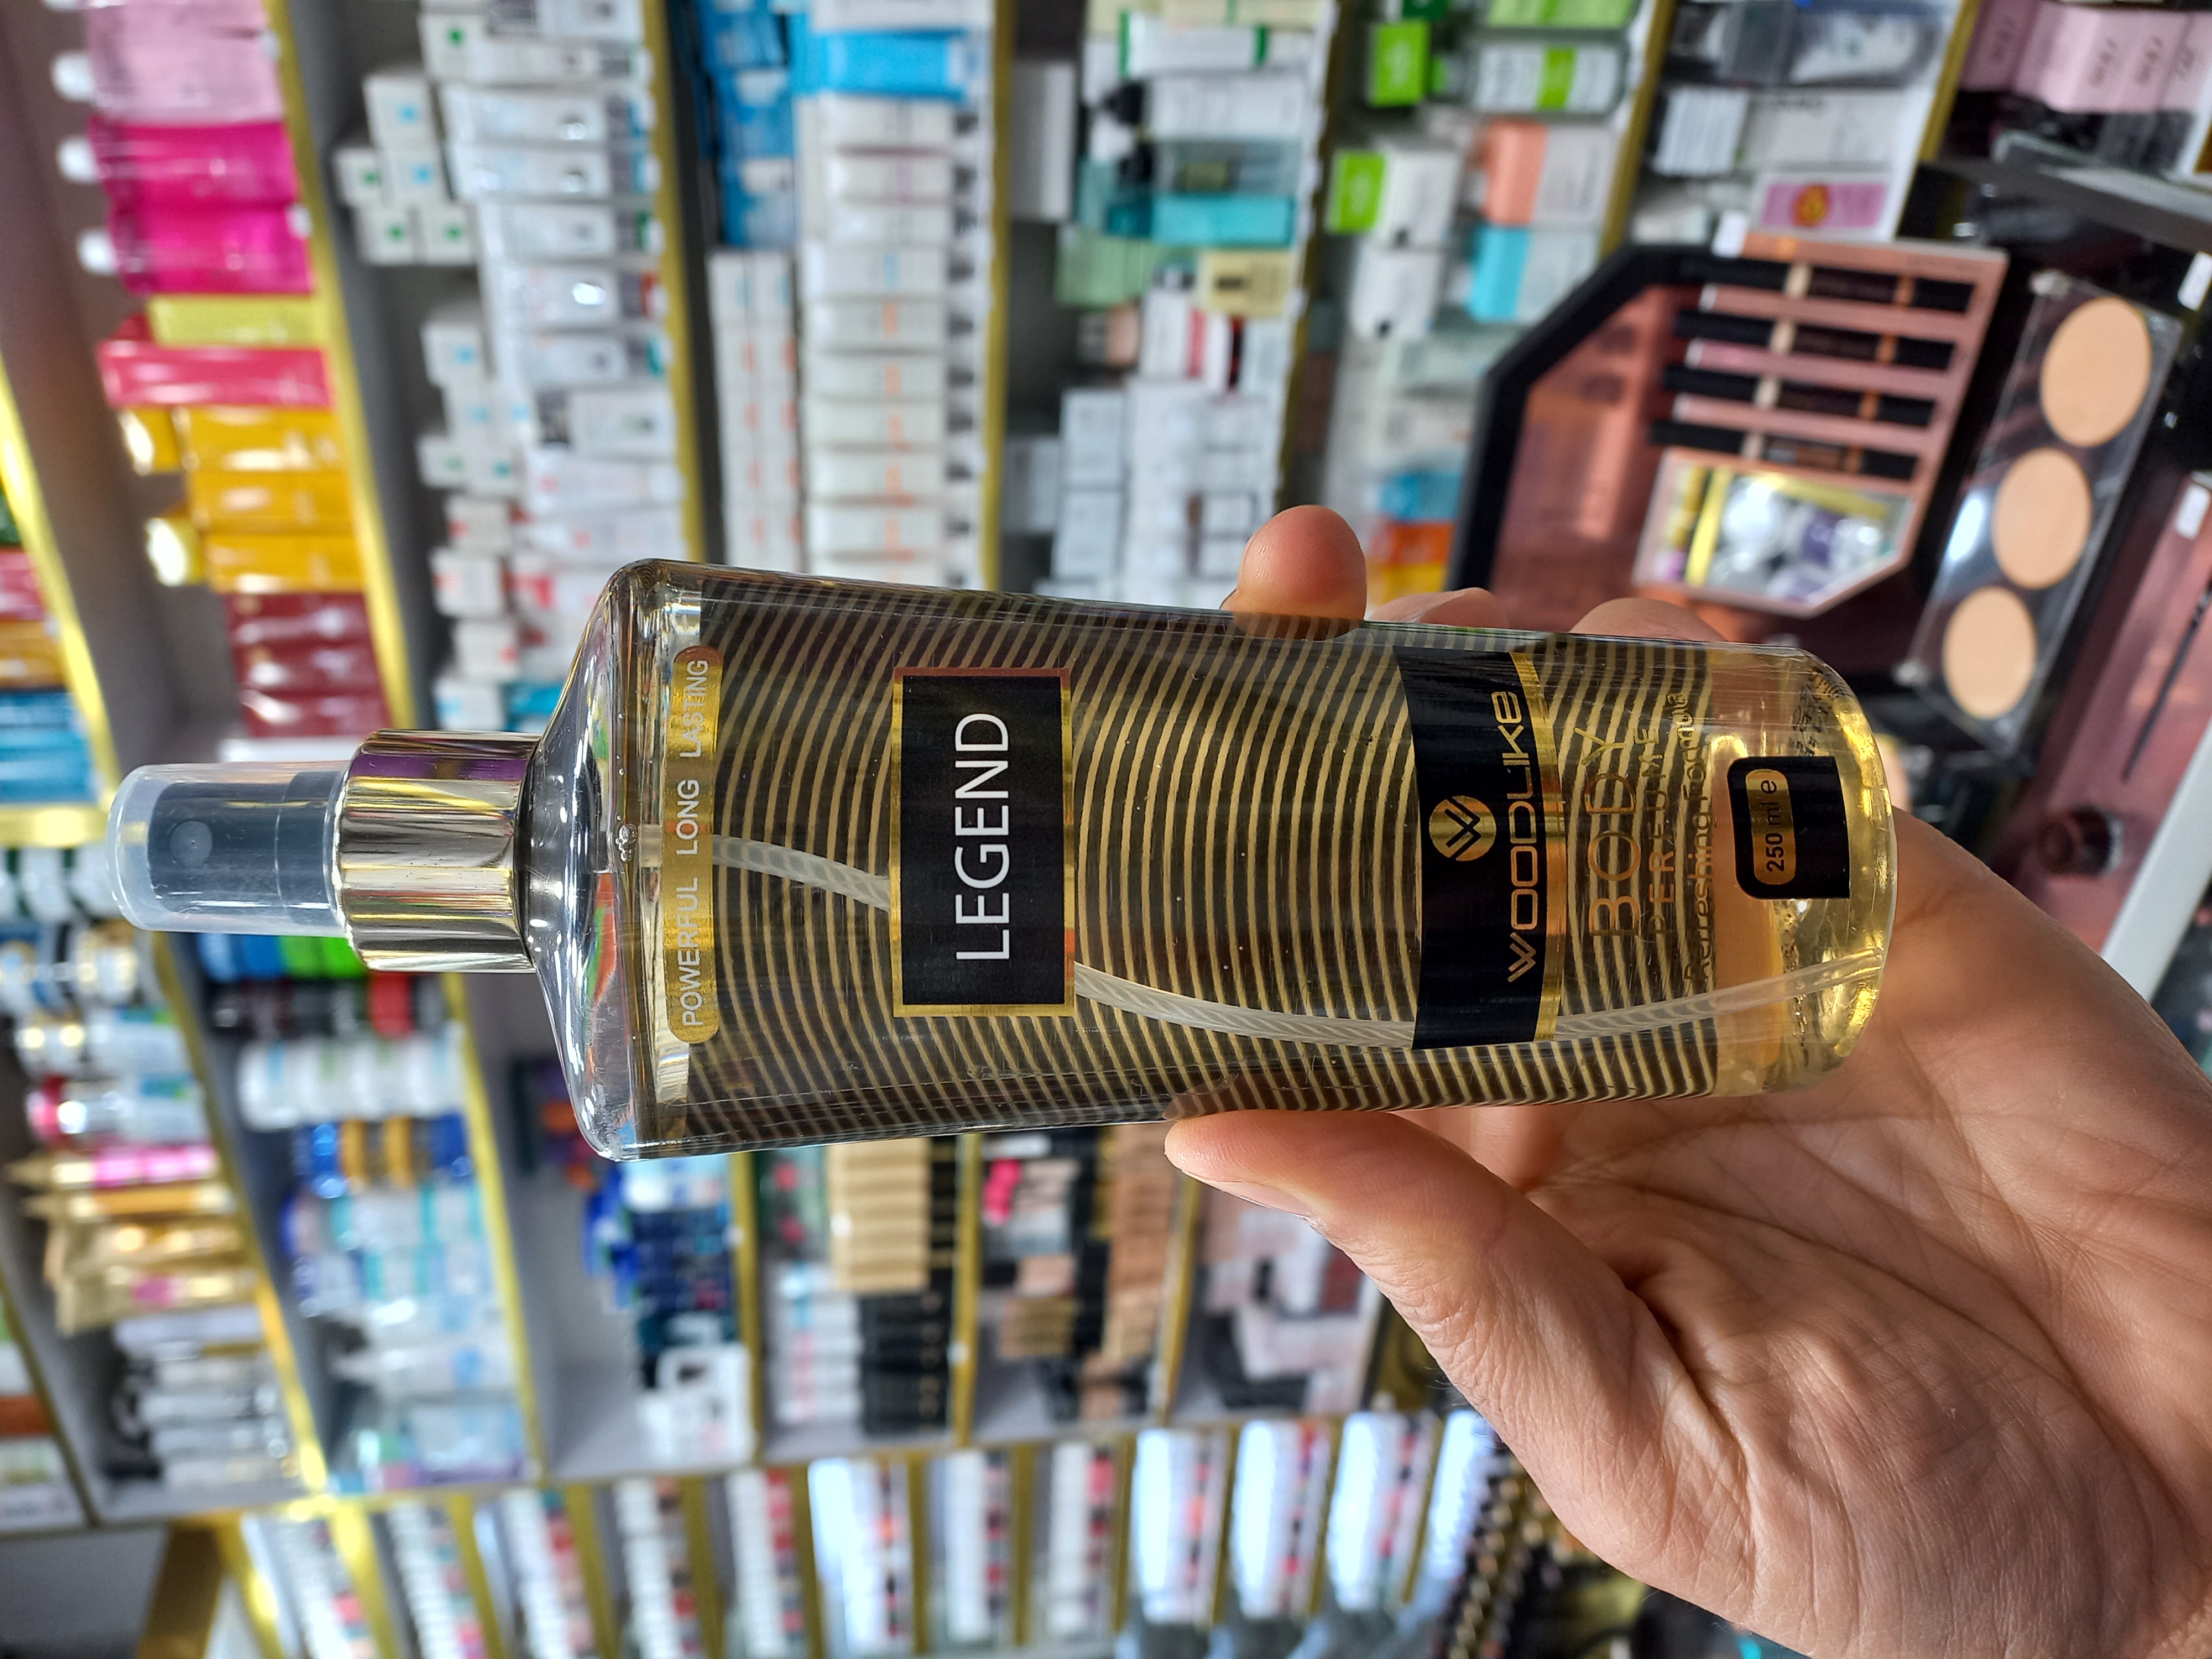 POWERFUL LONG LASTING
LEGEND
WOODLIKE
BODY
PERFUME
Refreshing Formula
250 ml e